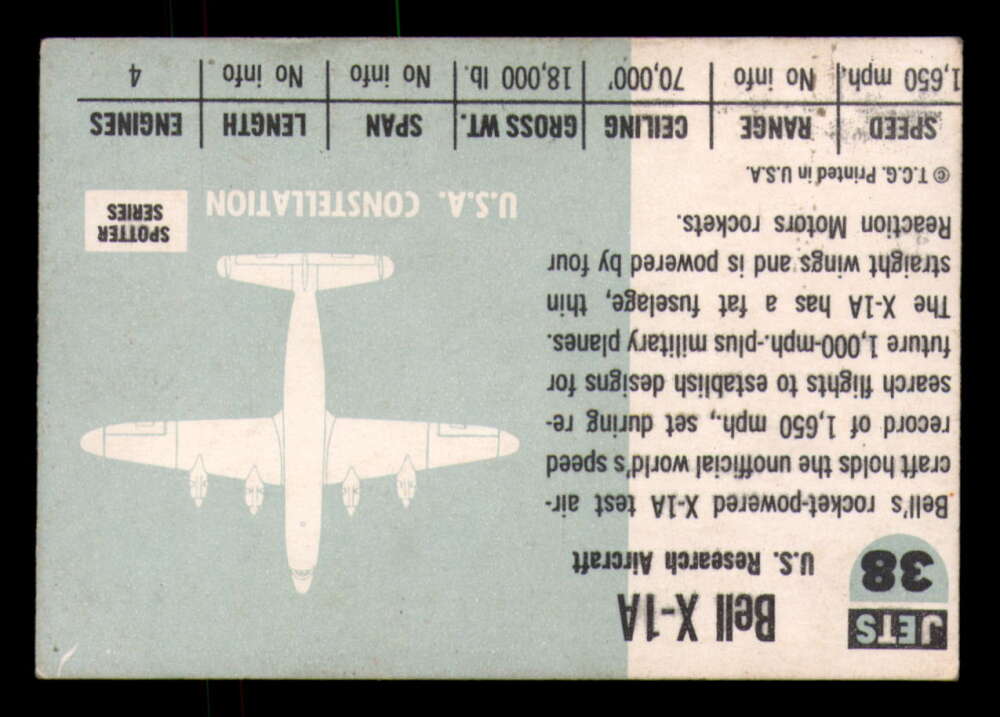 JETS
38
Bell X-1A
U.S. Research Aircraft
Bell's rocket-powered X-1A test air-
craft holds the unofficial world's speed
record of 1,650 mph., set during re-
search flights to establish designs for
future 1,000-mph.-plus military planes.
The X-1A has a fat fuselage, thin
straight wings and is powered by four
Reaction Motors rockets.
© T.C.G. Printed in U.S.A.
U.S.A. CONSTELLATION
SPOTTER
SERIES
SPEED RANGE CEILING GROSS WT. SPAN LENGTH ENGINES
1,650 mph. No info 70,000' 18,000 lb. No info No info 4